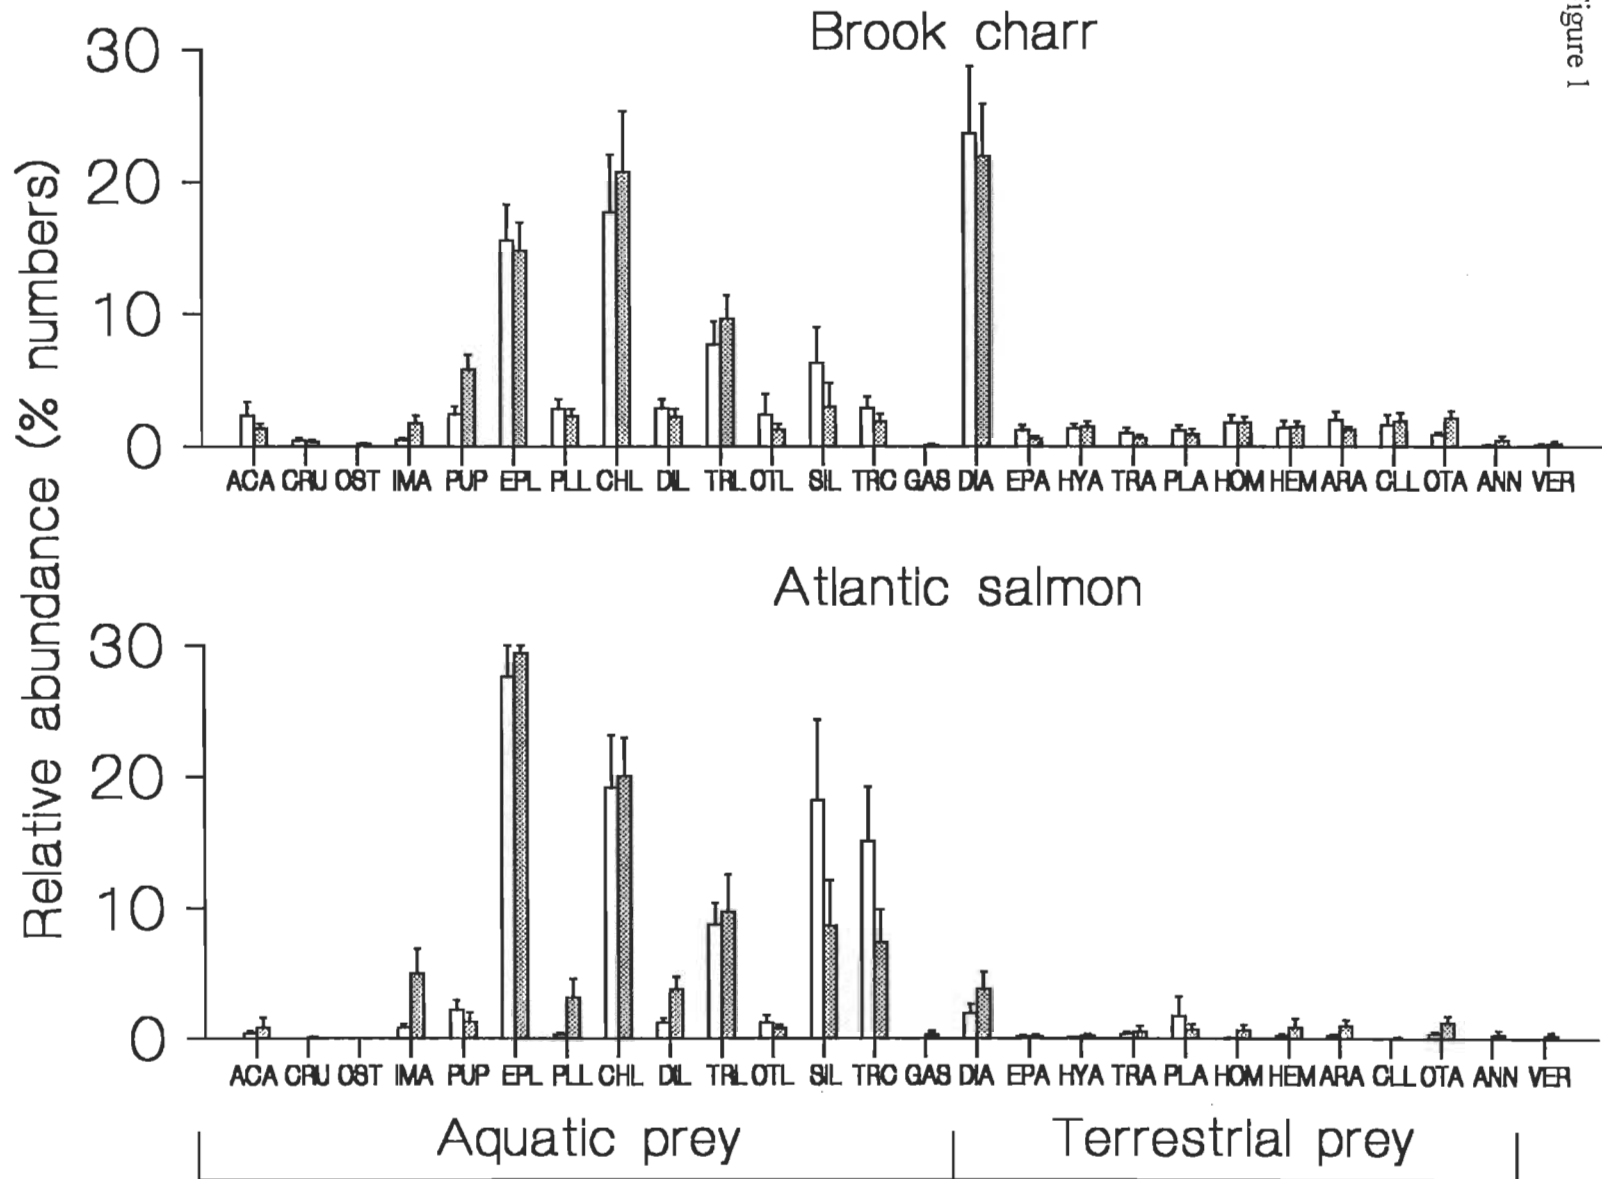 Figure 1
Brook charr
30
20
10
0
ACA CRU OST IMA PUP EPL PLL CHL DIL TRL OTL SIL TRC GAS DIA EPA HYA TRA PLA HOM HEM ARA CLL OTA ANN VER
Relative abundance (% numbers)
Atlantic salmon
30
20
10
0
ACA CRU OST IMA PUP EPL PLL CHL DIL TRL OTL SIL TRC GAS DIA EPA HYA TRA PLA HOM HEM ARA CLL OTA ANN VER
Aquatic prey Terrestrial prey